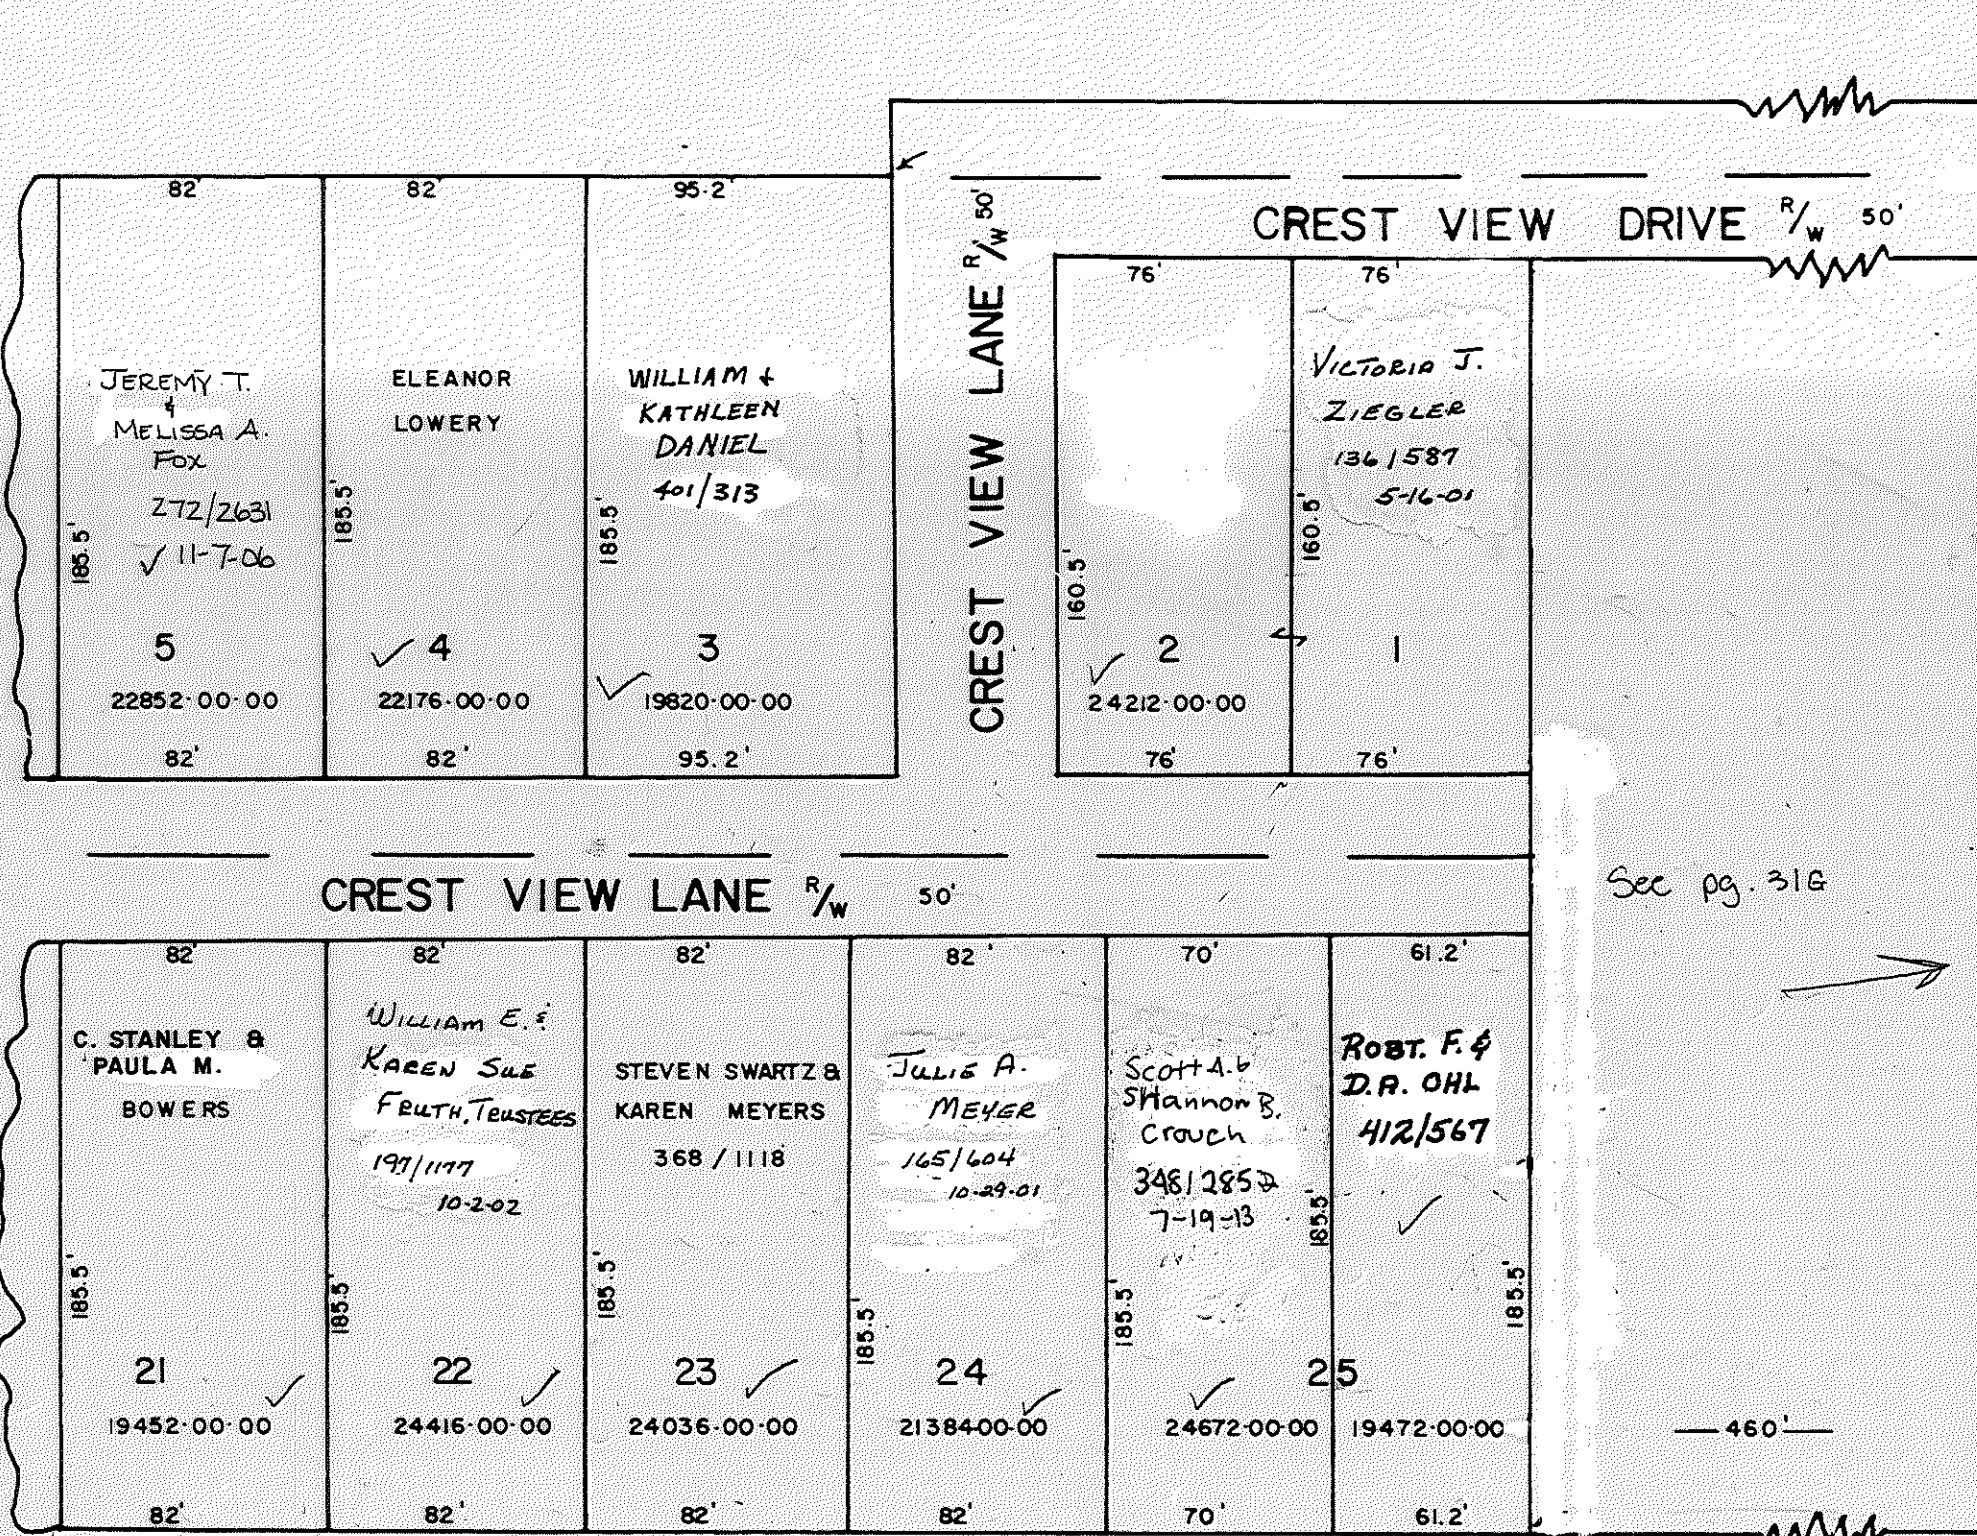 CREST VIEW DRIVE R/W 50'
CREST VIEW LANE R/W 50'
82'
JEREMY T.
&
MELISSA A.
FOX
272/2631
✓ 11-7-06
185.5'
5
22852-00-00
82'
82'
ELEANOR
LOWERY
185.5'
✓ 4
22176-00-00
82'
95.2'
WILLIAM &
KATHLEEN
DANIEL
401/313
185.5'
3
✓ 19820-00-00
95.2'
76'
160.5'
2
✓
24212-00-00
76'
76'
VICTORIA J.
ZIEGLER
136/587
5-16-01
160.5'
1
76'
CREST VIEW LANE R/W 50'
See pg. 31G
82'
C. STANLEY &
PAULA M.
BOWERS
185.5'
21
✓
19452-00-00
82'
82'
WILLIAM E. &
KAREN SUE
FRUTH, TRUSTEES
197/1177
10-2-02
185.5'
22 ✓
24416-00-00
82'
82'
STEVEN SWARTZ &
KAREN MEYERS
368/1118
185.5'
23 ✓
24036-00-00
82'
82'
JULIE A.
MEYER
165/604
10-29-01
185.5'
24
✓
21384-00-00
82'
70'
Scott A. &
SHannon B.
Crouch
348/2852
7-19-13
185.5'
185.5'
25
✓
24672-00-00
70'
61.2'
ROBT. F. &
D.A. OHL
412/567
✓
185.5'
19472-00-00
61.2'
460'